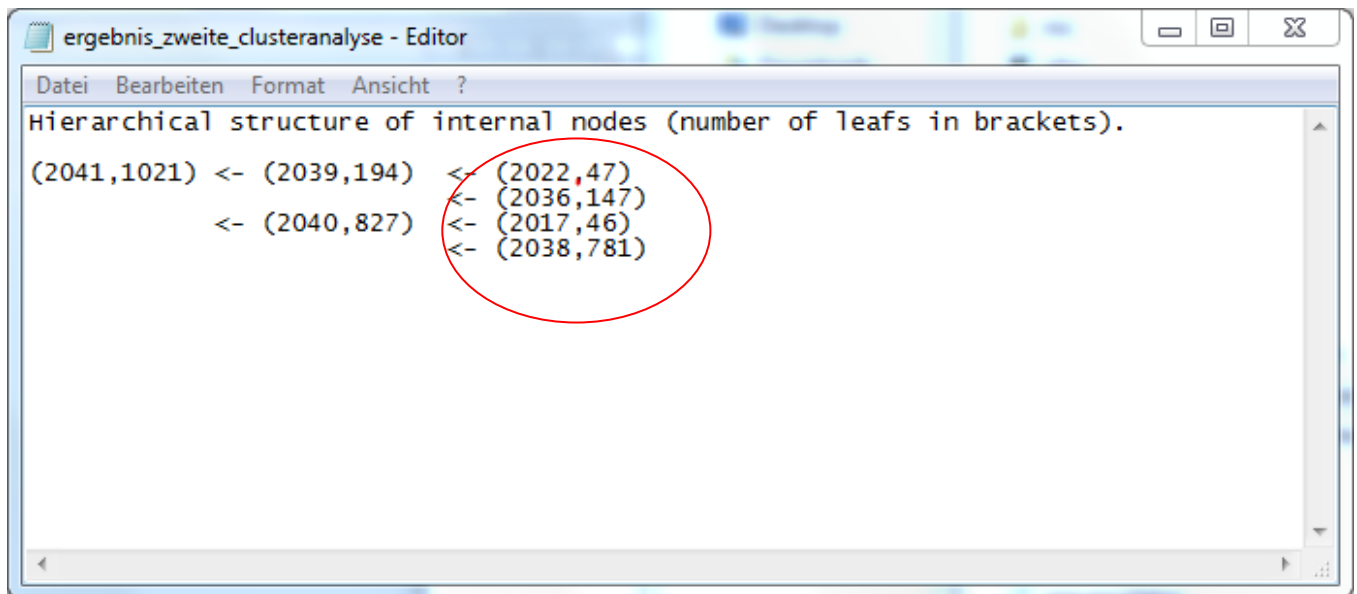 ergebnis_zweite_clusteranalyse - Editor
Datei Bearbeiten Format Ansicht ?
Hierarchical structure of internal nodes (number of leafs in brackets).
(2041,1021) <- (2039,194) <- (2022,47)
<- (2036,147)
<- (2040,827) <- (2017,46)
<- (2038,781)